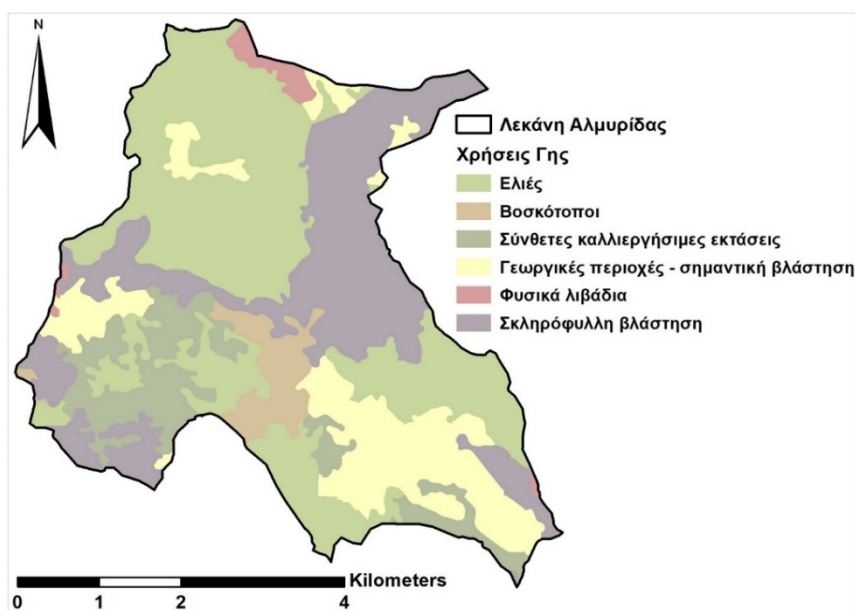 N
Λεκάνη Αλμυρίδας
Χρήσεις Γης
Ελιές
Βοσκότοποι
Σύνθετες καλλιεργήσιμες εκτάσεις
Γεωργικές περιοχές - σημαντική βλάστηση
Φυσικά λιβάδια
Σκληρόφυλλη βλάστηση
Kilometers
0 1 2 4